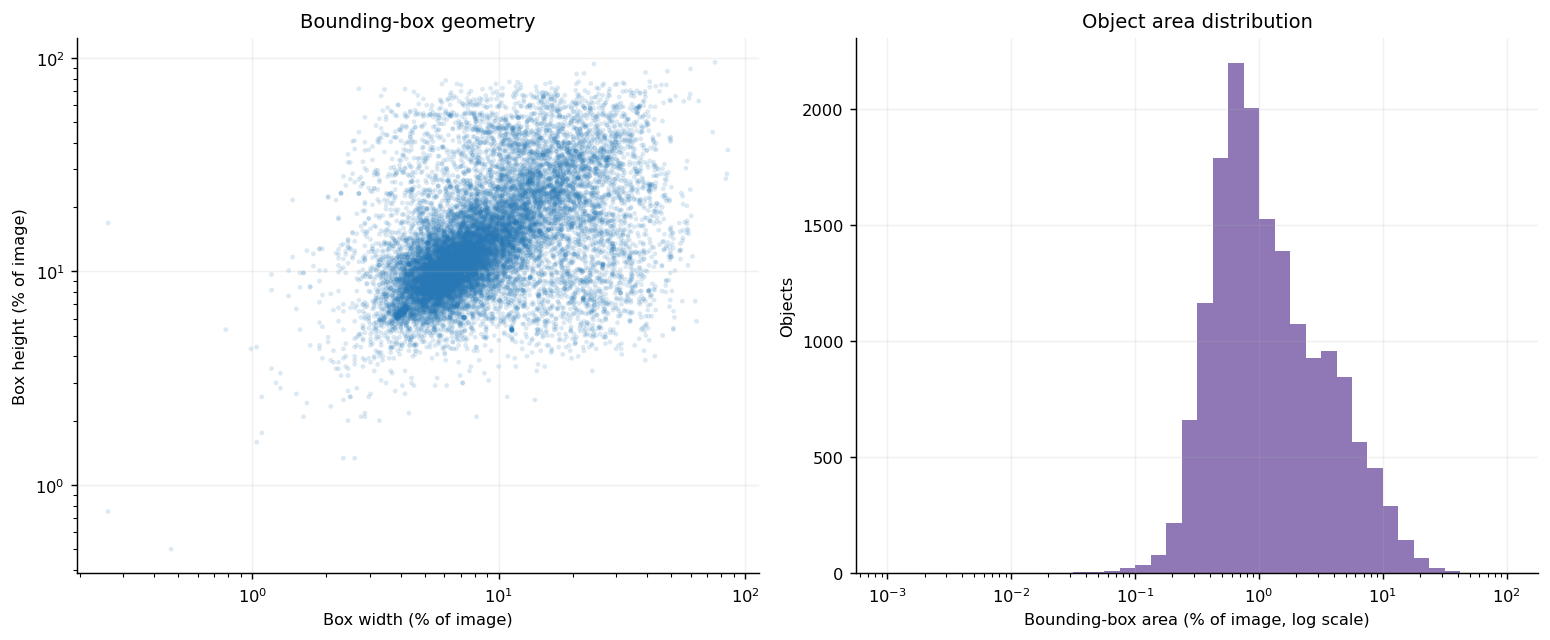 Bounding-box geometry
Box height (% of image)
10²
10¹
10⁰
10⁰ 10¹ 10²
Box width (% of image)
Object area distribution
Objects
2000
1500
1000
500
0
10⁻³ 10⁻² 10⁻¹ 10⁰ 10¹ 10²
Bounding-box area (% of image, log scale)